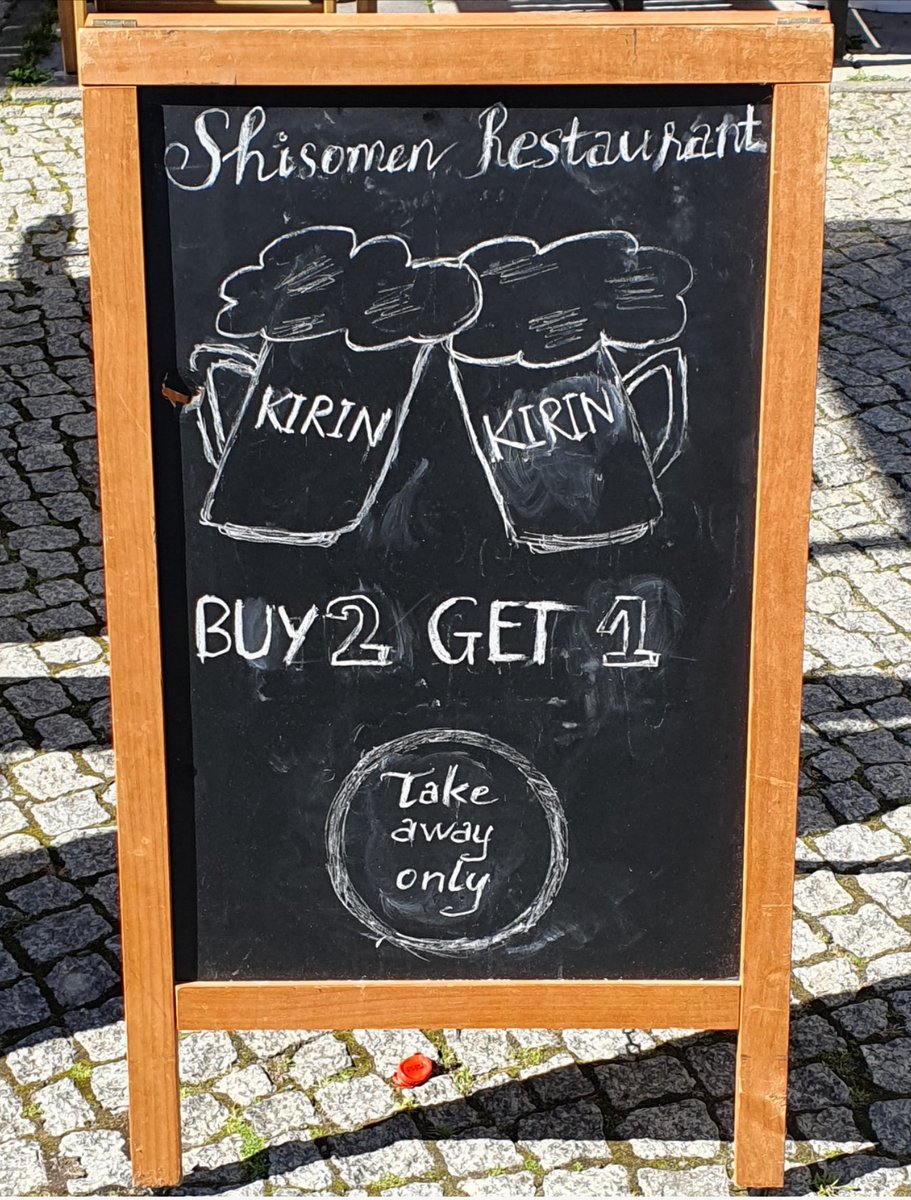 Shisomen Restaurant
KIRIN KIRIN
BUY 2 GET 1
Take
away
only